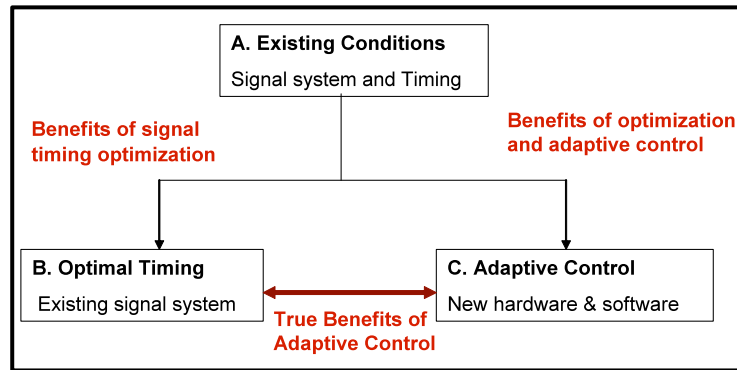 A. Existing Conditions
Signal system and Timing
Benefits of signal
timing optimization
Benefits of optimization
and adaptive control
B. Optimal Timing
Existing signal system
C. Adaptive Control
New hardware & software
True Benefits of
Adaptive Control